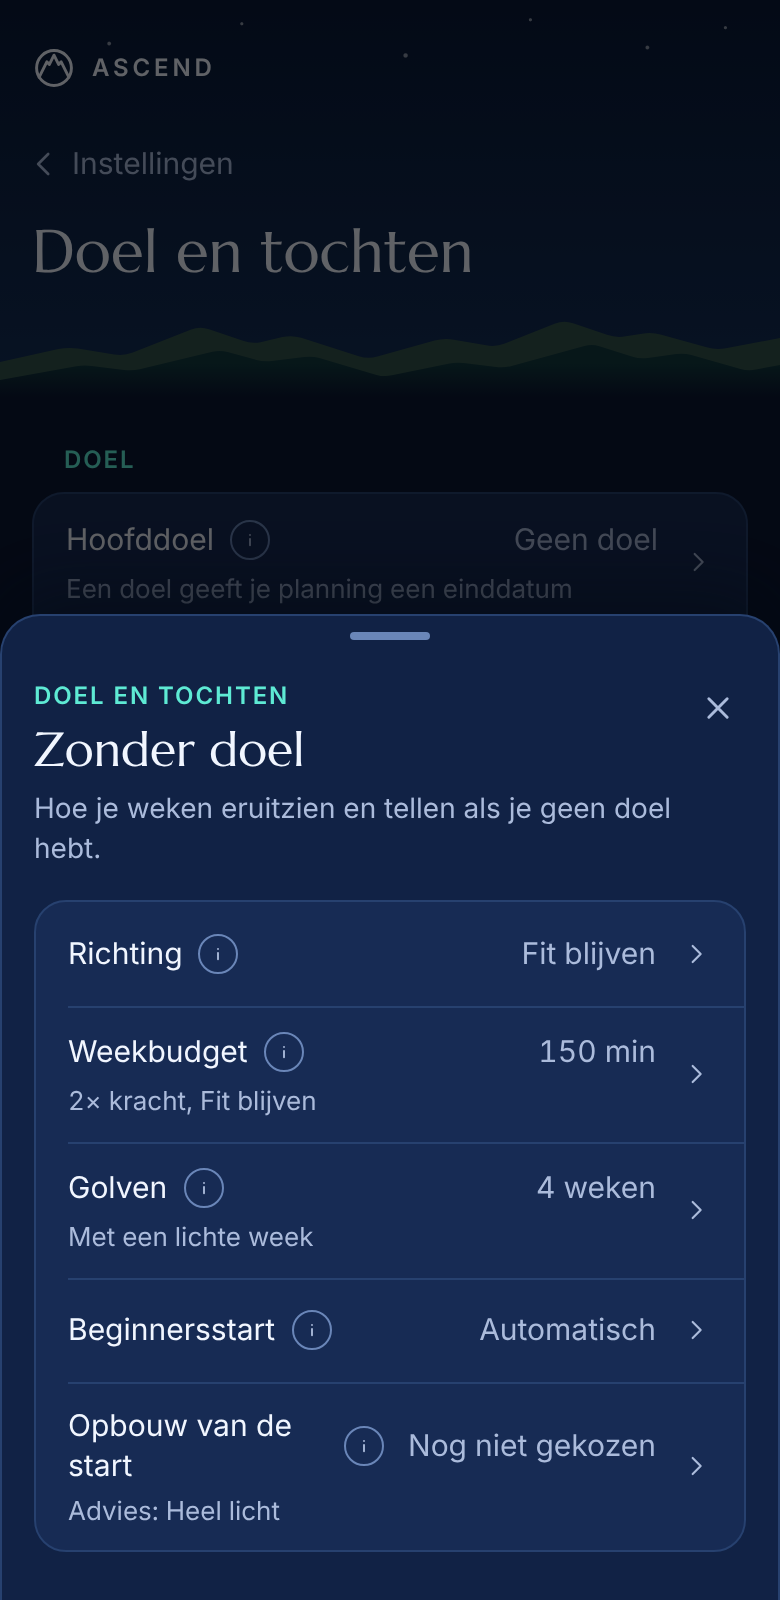 ASCEND
Instellingen
Doel en tochten
DOEL
Hoofddoel i Geen doel
Een doel geeft je planning een einddatum
DOEL EN TOCHTEN
Zonder doel
Hoe je weken eruitzien en tellen als je geen doel
hebt.
Richting i Fit blijven
Weekbudget i 150 min
2× kracht, Fit blijven
Golven i 4 weken
Met een lichte week
Beginnersstart i Automatisch
Opbouw van de
start i Nog niet gekozen
Advies: Heel licht